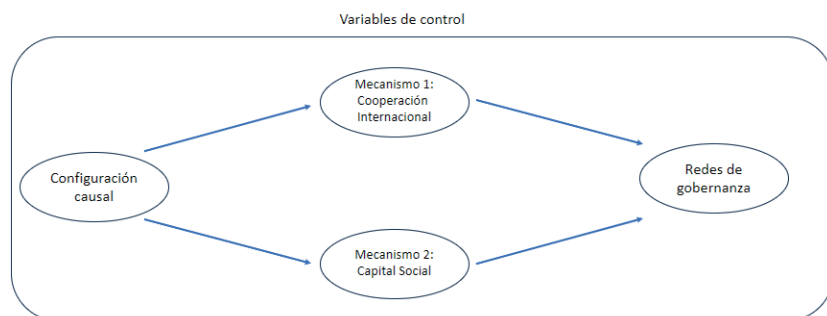 Variables de control
Mecanismo 1:
Cooperación
Internacional
Configuración
causal
Redes de
gobernanza
Mecanismo 2:
Capital Social